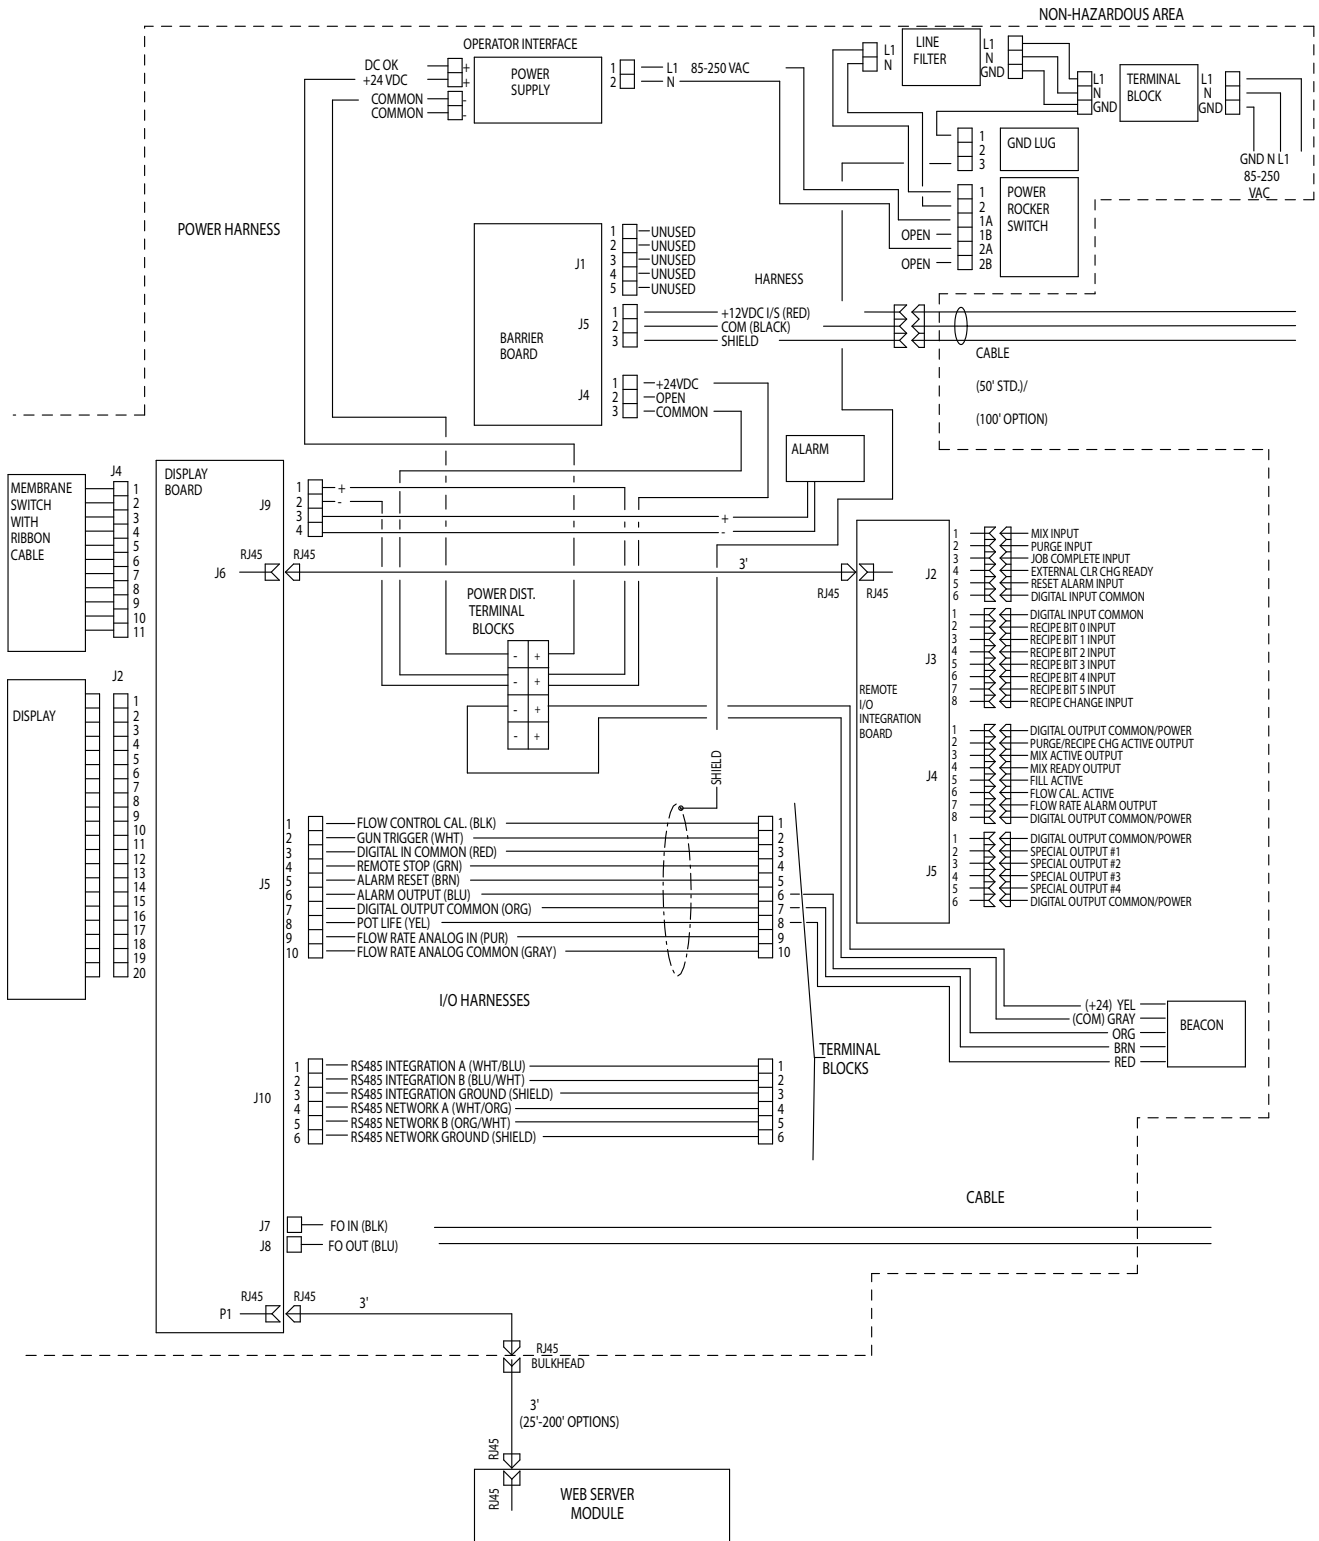 NON-HAZARDOUS AREA
OPERATOR INTERFACE
DC OK
+24 VDC
COMMON
COMMON
+
+
-
-
POWER
SUPPLY
1
2
L1 85-250 VAC
N
L1
N
LINE
FILTER
L1
N
GND
L1
N
GND
TERMINAL
BLOCK
L1
N
GND
GND N L1
85-250
VAC
1
2
3
GND LUG
1
2
1A
1B
2A
2B
OPEN
OPEN
POWER
ROCKER
SWITCH
POWER HARNESS
BARRIER
BOARD
J1
1 UNUSED
2 UNUSED
3 UNUSED
4 UNUSED
5 UNUSED
HARNESS
J5
1 +12VDC I/S (RED)
2 COM (BLACK)
3 SHIELD
J4
1 +24VDC
2 OPEN
3 COMMON
CABLE
(50' STD.)/
(100' OPTION)
ALARM
MEMBRANE
SWITCH
WITH
RIBBON
CABLE
J4
1
2
3
4
5
6
7
8
9
10
11
DISPLAY
BOARD
J9
1 +
2 -
3
4
+
-
J6
RJ45
RJ45
3'
RJ45
RJ45
POWER DIST.
TERMINAL
BLOCKS
- +
- +
- +
- +
DISPLAY
J2
1
2
3
4
5
6
7
8
9
10
11
12
13
14
15
16
17
18
19
20
REMOTE
I/O
INTEGRATION
BOARD
J2
1 MIX INPUT
2 PURGE INPUT
3 JOB COMPLETE INPUT
4 EXTERNAL CLR CHG READY
5 RESET ALARM INPUT
6 DIGITAL INPUT COMMON
J3
1 DIGITAL INPUT COMMON
2 RECIPE BIT 0 INPUT
3 RECIPE BIT 1 INPUT
4 RECIPE BIT 2 INPUT
5 RECIPE BIT 3 INPUT
6 RECIPE BIT 4 INPUT
7 RECIPE BIT 5 INPUT
8 RECIPE CHANGE INPUT
J4
1 DIGITAL OUTPUT COMMON/POWER
2 PURGE/RECIPE CHG ACTIVE OUTPUT
3 MIX ACTIVE OUTPUT
4 MIX READY OUTPUT
5 FILL ACTIVE
6 FLOW CAL. ACTIVE
7 FLOW RATE ALARM OUTPUT
8 DIGITAL OUTPUT COMMON/POWER
J5
1 DIGITAL OUTPUT COMMON/POWER
2 SPECIAL OUTPUT #1
3 SPECIAL OUTPUT #2
4 SPECIAL OUTPUT #3
5 SPECIAL OUTPUT #4
6 DIGITAL OUTPUT COMMON/POWER
SHIELD
J5
1 FLOW CONTROL CAL. (BLK) 1
2 GUN TRIGGER (WHT) 2
3 DIGITAL IN COMMON (RED) 3
4 REMOTE STOP (GRN) 4
5 ALARM RESET (BRN) 5
6 ALARM OUTPUT (BLU) 6
7 DIGITAL OUTPUT COMMON (ORG) 7
8 POT LIFE (YEL) 8
9 FLOW RATE ANALOG IN (PUR) 9
10 FLOW RATE ANALOG COMMON (GRAY) 10
I/O HARNESSES
(+24) YEL
(COM) GRAY
ORG
BRN
RED
BEACON
TERMINAL
BLOCKS
J10
1 RS485 INTEGRATION A (WHT/BLU) 1
2 RS485 INTEGRATION B (BLU/WHT) 2
3 RS485 INTEGRATION GROUND (SHIELD) 3
4 RS485 NETWORK A (WHT/ORG) 4
5 RS485 NETWORK B (ORG/WHT) 5
6 RS485 NETWORK GROUND (SHIELD) 6
CABLE
J7 FO IN (BLK)
J8 FO OUT (BLU)
P1
RJ45
RJ45
3'
RJ45
BULKHEAD
3'
(25'-200' OPTIONS)
RJ45
RJ45
WEB SERVER
MODULE